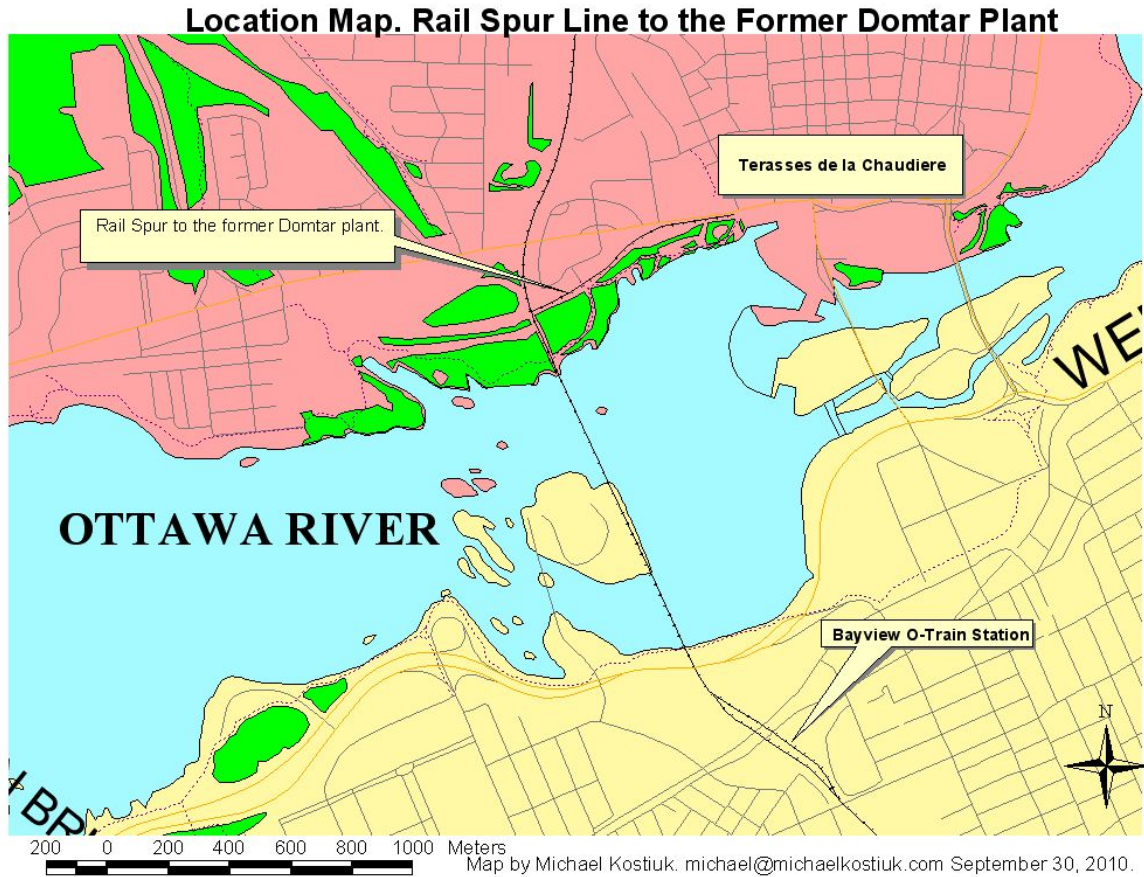 Location Map. Rail Spur Line to the Former Domtar Plant
Terasses de la Chaudiere
Rail Spur to the former Domtar plant.
WE
OTTAWA RIVER
Bayview O-Train Station
N
BR
200 0 200 400 600 800 1000 Meters
Map by Michael Kostiuk. michael@michaelkostiuk.com September 30, 2010.